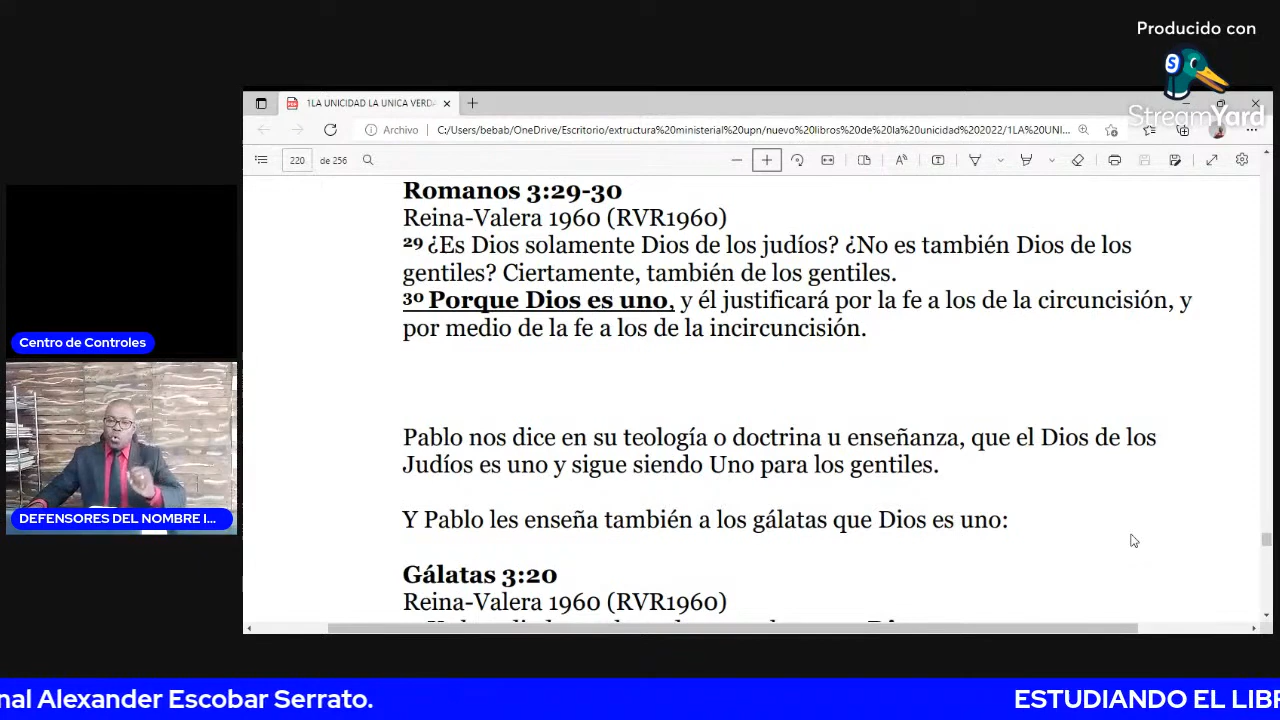 Producido con
StreamYard
1LA UNICIDAD LA UNICA VERDA
Archivo
C:/Users/bebab/OneDrive/Escritorio/extructura%20ministerial%20upn/nuevo%20libros%20de%20la%20unicidad%202022/1LA%20UNI...
220
de 256
Romanos 3:29-30
Reina-Valera 1960 (RVR1960)
29 ¿Es Dios solamente Dios de los judíos? ¿No es también Dios de los
gentiles? Ciertamente, también de los gentiles.
30 Porque Dios es uno, y él justificará por la fe a los de la circuncisión, y
por medio de la fe a los de la incircuncisión.
Pablo nos dice en su teología o doctrina u enseñanza, que el Dios de los
Judíos es uno y sigue siendo Uno para los gentiles.
Y Pablo les enseña también a los gálatas que Dios es uno:
Gálatas 3:20
Reina-Valera 1960 (RVR1960)
Centro de Controles
DEFENSORES DEL NOMBRE I...
nal Alexander Escobar Serrato.
ESTUDIANDO EL LIBR